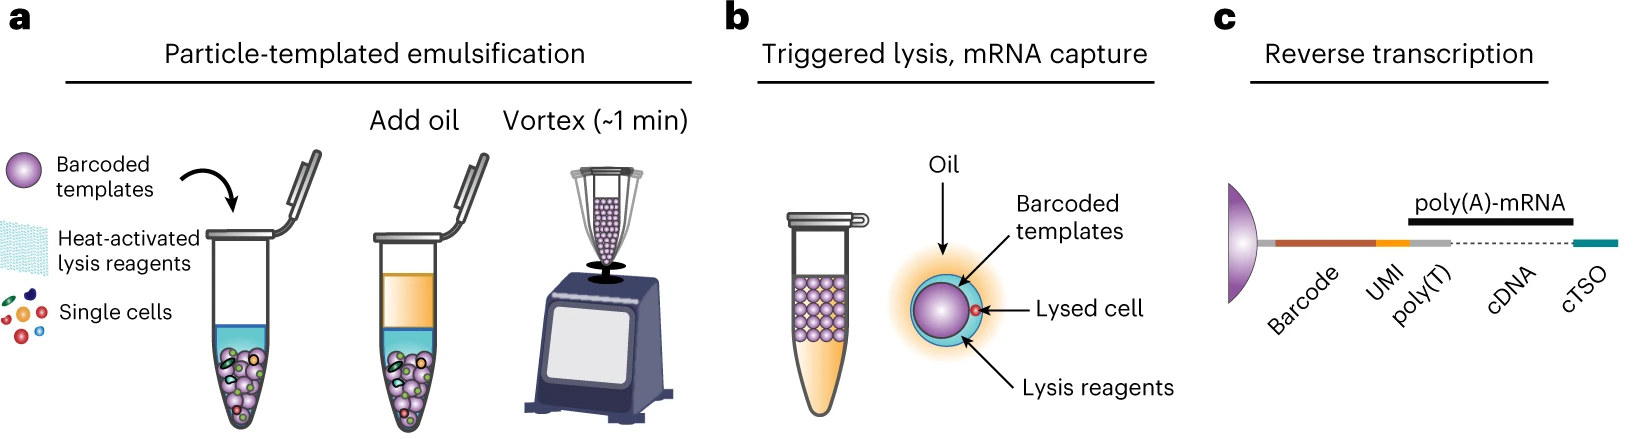 a
Particle-templated emulsification
Add oil
Vortex (~1 min)
Barcoded
templates
Heat-activated
lysis reagents
Single cells
b
Triggered lysis, mRNA capture
Oil
Barcoded
templates
Lysed cell
Lysis reagents
c
Reverse transcription
poly(A)-mRNA
Barcode
UMI
poly(T)
cDNA
cTSO